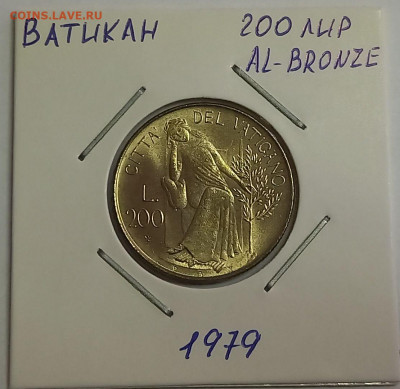 COINS.LAVE.RU
ВАТИКАН
200 ЛИР
AL-BRONZE
CITTA' DEL VATICANO
L.
200
1979